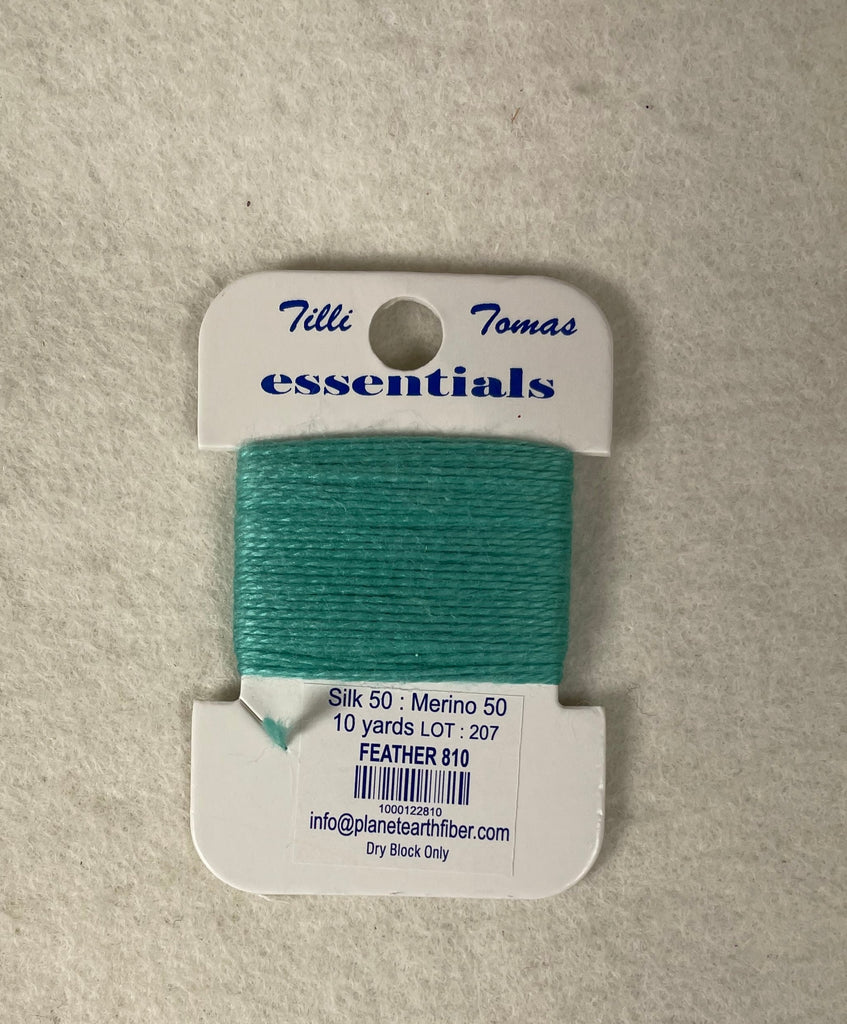 Tilli Tomas
essentials
Silk 50 : Merino 50
10 yards LOT : 207
FEATHER 810
1000122810
info@planetearthfiber.com
Dry Block Only